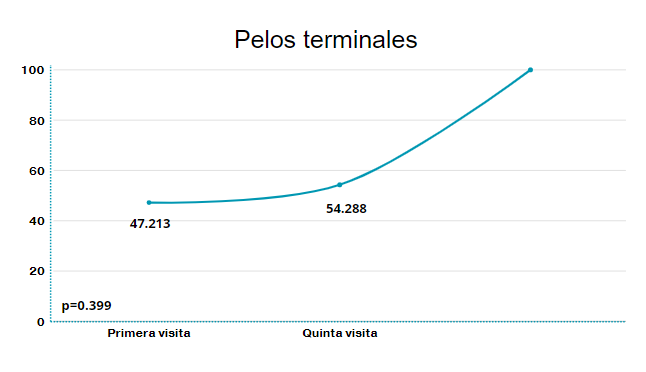 Pelos terminales
100
80
60
40
20
0
47.213
54.288
p=0.399
Primera visita
Quinta visita